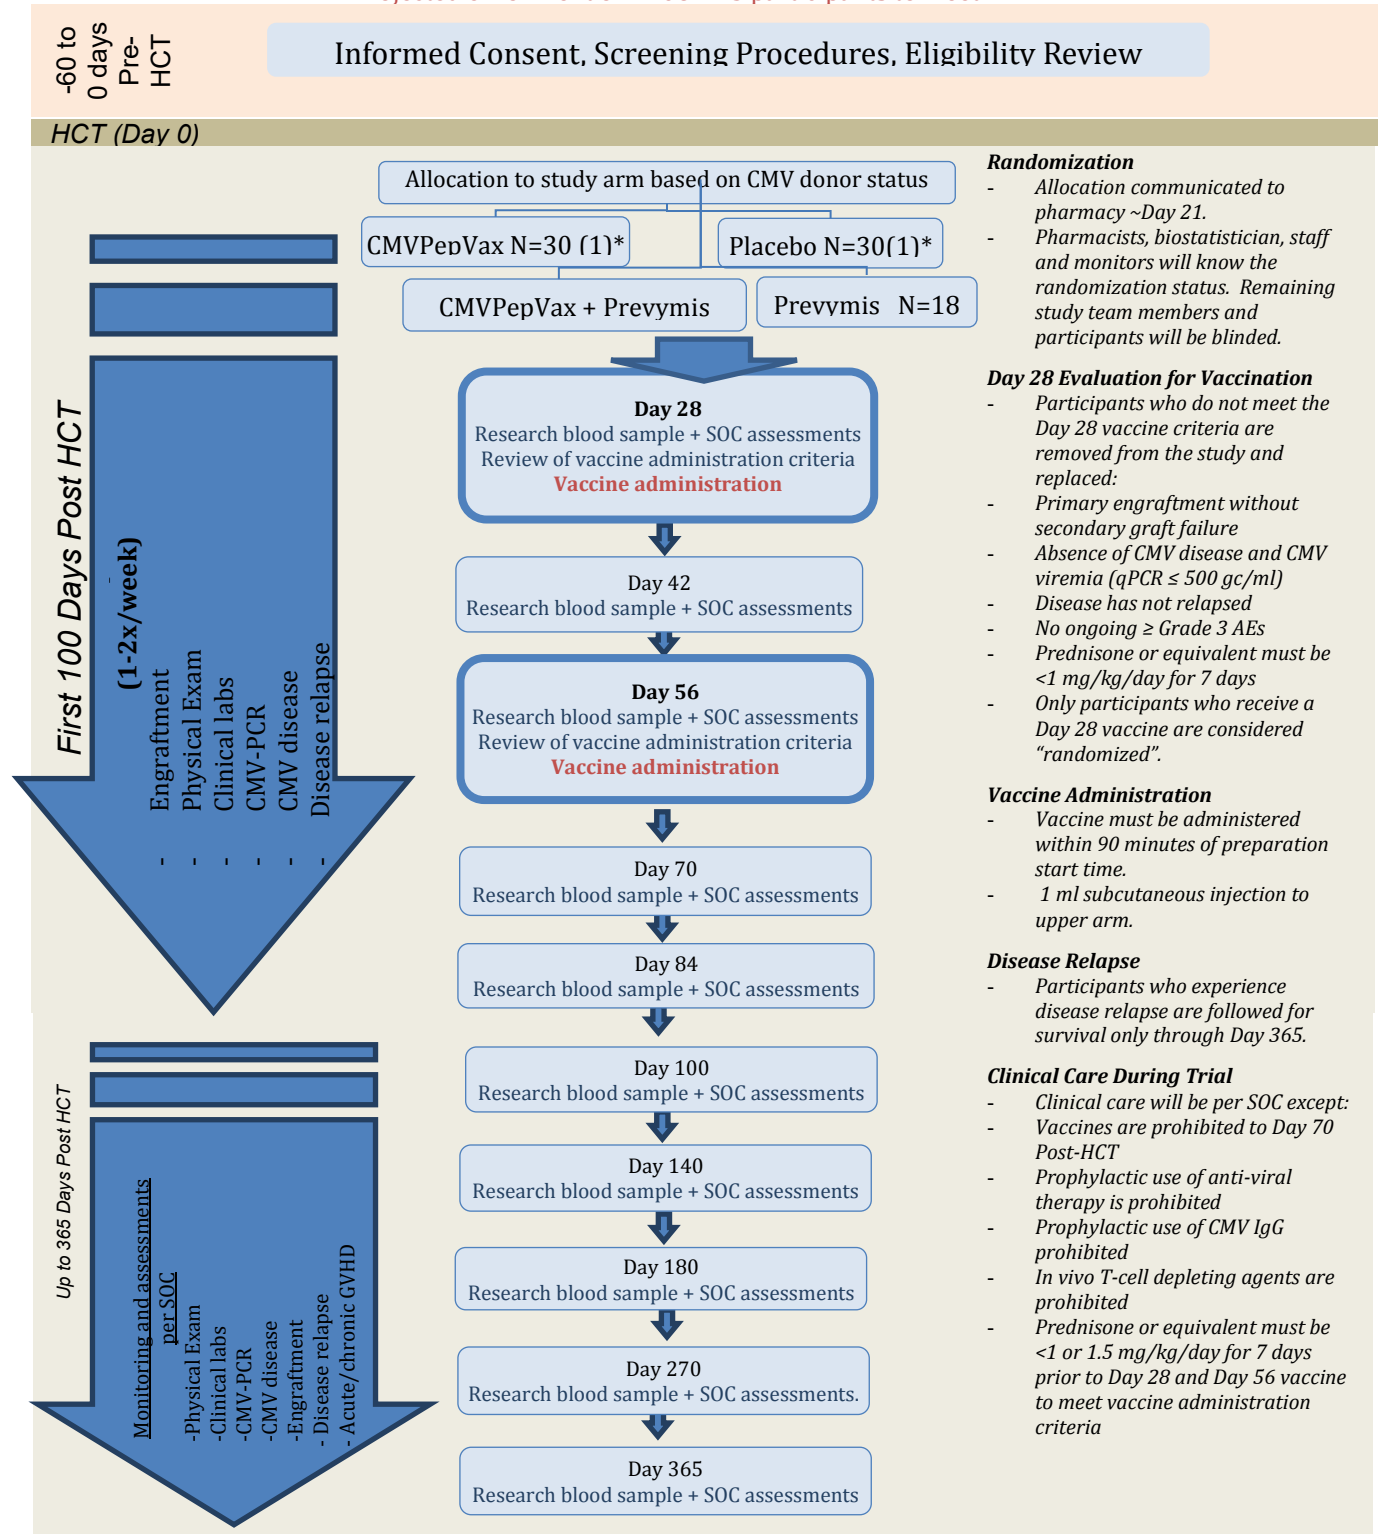 -60 to
0 days
Pre-
HCT
Informed Consent, Screening Procedures, Eligibility Review
HCT (Day 0)
Allocation to study arm based on CMV donor status
CMVPepVax N=30 (1)*
Placebo N=30(1)*
CMVPepVax + Prevymis
Prevymis N=18
First 100 Days Post HCT
(1-2x/week)
- Engraftment
- Physical Exam
- Clinical labs
- CMV-PCR
- CMV disease
- Disease relapse
Day 28
Research blood sample + SOC assessments
Review of vaccine administration criteria
Vaccine administration
Day 42
Research blood sample + SOC assessments
Day 56
Research blood sample + SOC assessments
Review of vaccine administration criteria
Vaccine administration
Day 70
Research blood sample + SOC assessments
Day 84
Research blood sample + SOC assessments
Day 100
Research blood sample + SOC assessments
Day 140
Research blood sample + SOC assessments
Day 180
Research blood sample + SOC assessments
Day 270
Research blood sample + SOC assessments.
Day 365
Research blood sample + SOC assessments
Up to 365 Days Post HCT
Monitoring and assessments
per SOC
-Physical Exam
-Clinical labs
-CMV-PCR
-CMV disease
-Engraftment
- Disease relapse
- Acute/chronic GVHD
Randomization
- Allocation communicated to
pharmacy ~Day 21.
- Pharmacists, biostatistician, staff
and monitors will know the
randomization status. Remaining
study team members and
participants will be blinded.
Day 28 Evaluation for Vaccination
- Participants who do not meet the
Day 28 vaccine criteria are
removed from the study and
replaced:
- Primary engraftment without
secondary graft failure
- Absence of CMV disease and CMV
viremia (qPCR ≤ 500 gc/ml)
- Disease has not relapsed
- No ongoing ≥ Grade 3 AEs
- Prednisone or equivalent must be
<1 mg/kg/day for 7 days
- Only participants who receive a
Day 28 vaccine are considered
“randomized”.
Vaccine Administration
- Vaccine must be administered
within 90 minutes of preparation
start time.
- 1 ml subcutaneous injection to
upper arm.
Disease Relapse
- Participants who experience
disease relapse are followed for
survival only through Day 365.
Clinical Care During Trial
- Clinical care will be per SOC except:
- Vaccines are prohibited to Day 70
Post-HCT
- Prophylactic use of anti-viral
therapy is prohibited
- Prophylactic use of CMV IgG
prohibited
- In vivo T-cell depleting agents are
prohibited
- Prednisone or equivalent must be
<1 or 1.5 mg/kg/day for 7 days
prior to Day 28 and Day 56 vaccine
to meet vaccine administration
criteria